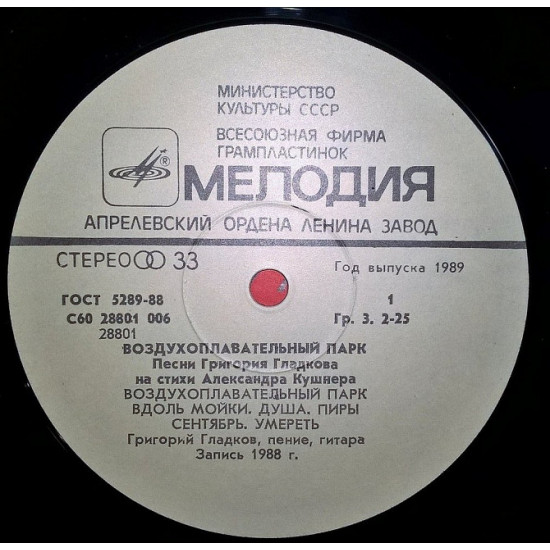 МИНИСТЕРСТВО
КУЛЬТУРЫ СССР
ВСЕСОЮЗНАЯ ФИРМА
ГРАМПЛАСТИНОК
®
МЕЛОДИЯ
АПРЕЛЕВСКИЙ ОРДЕНА ЛЕНИНА ЗАВОД
СТЕРЕО 33
Год выпуска 1989
ГОСТ 5289-88
1
С60 28801 006
Гр. 3. 2-25
28801
ВОЗДУХОПЛАВАТЕЛЬНЫЙ ПАРК
Песни Григория Гладкова
на стихи Александра Кушнера
ВОЗДУХОПЛАВАТЕЛЬНЫЙ ПАРК
ВДОЛЬ МОЙКИ. ДУША. ПИРЫ
СЕНТЯБРЬ. УМЕРЕТЬ
Григорий Гладков, пение, гитара
Запись 1988 г.